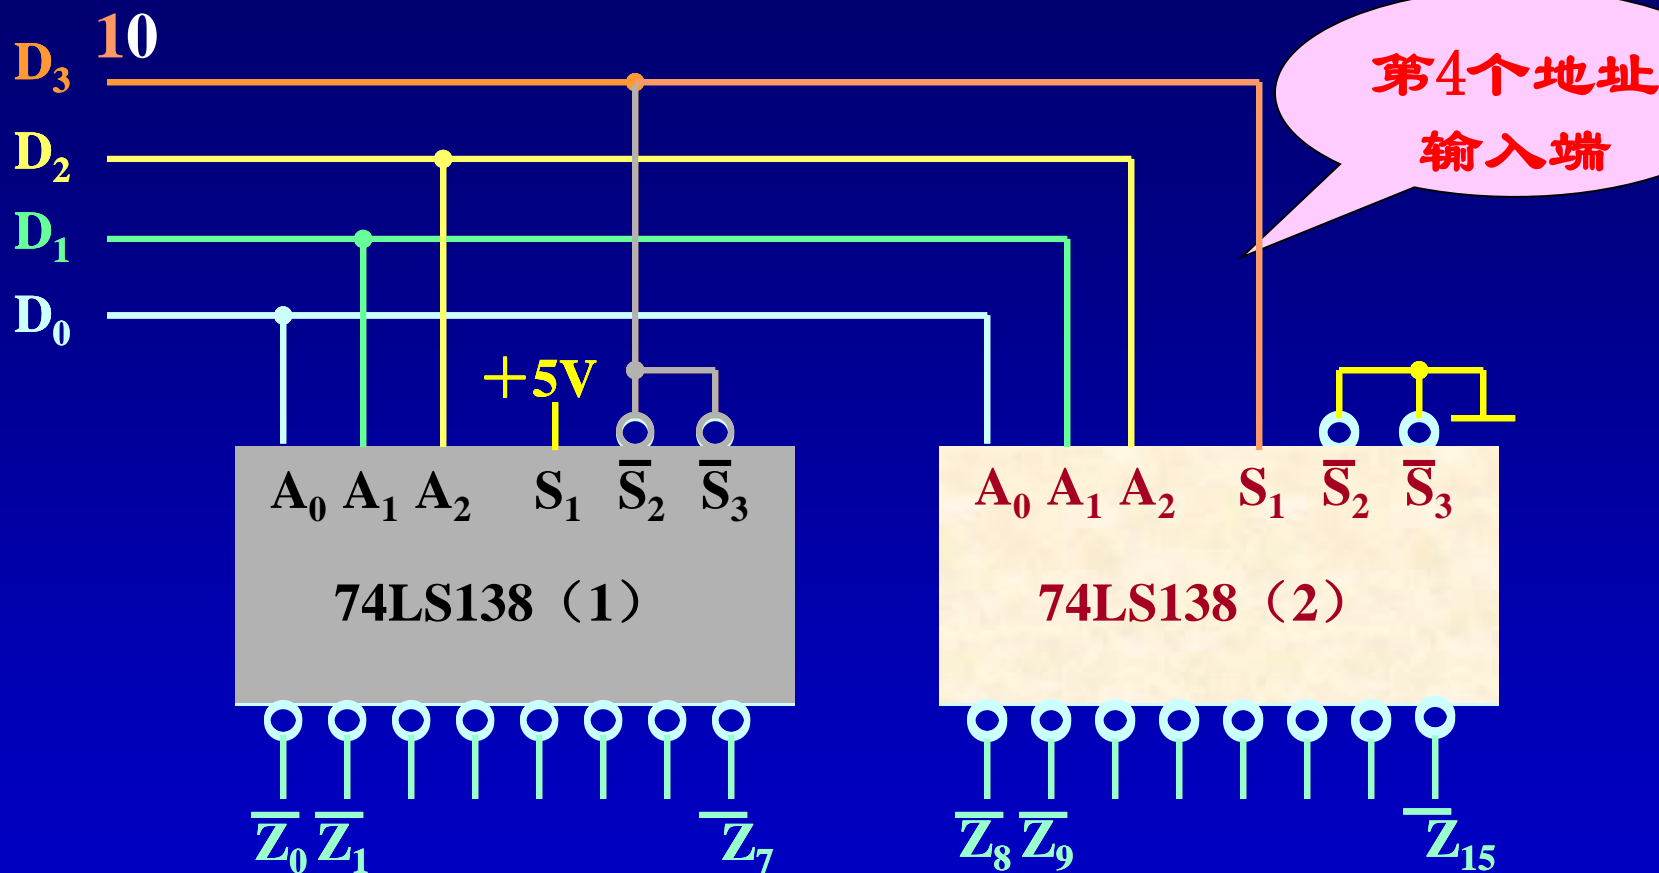 10
D₃
D₂
D₁
D₀
第4个地址
输入端
+5V
A₀ A₁ A₂ S₁ S̅₂ S̅₃
74LS138（1）
A₀ A₁ A₂ S₁ S̅₂ S̅₃
74LS138（2）
Z̅₀ Z̅₁ Z̅₇
Z̅₈ Z̅₉ Z̅₁₅